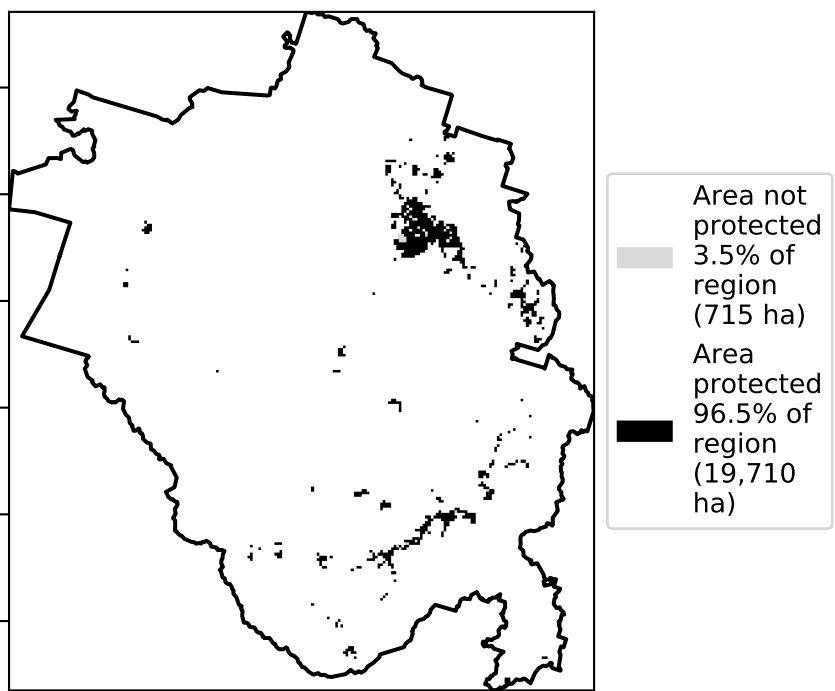 Area not
protected
3.5% of
region
(715 ha)
Area
protected
96.5% of
region
(19,710
ha)